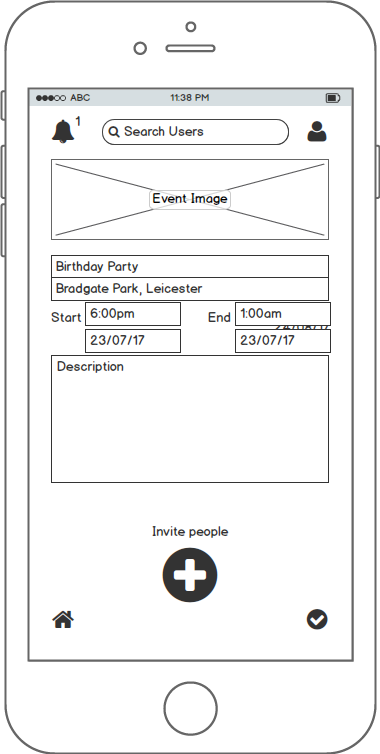 ABC 11:38 PM
1
Search Users
Event Image
Birthday Party
Bradgate Park, Leicester
Start 6:00pm End 1:00am
23/07/17 23/07/17
Description
Invite people